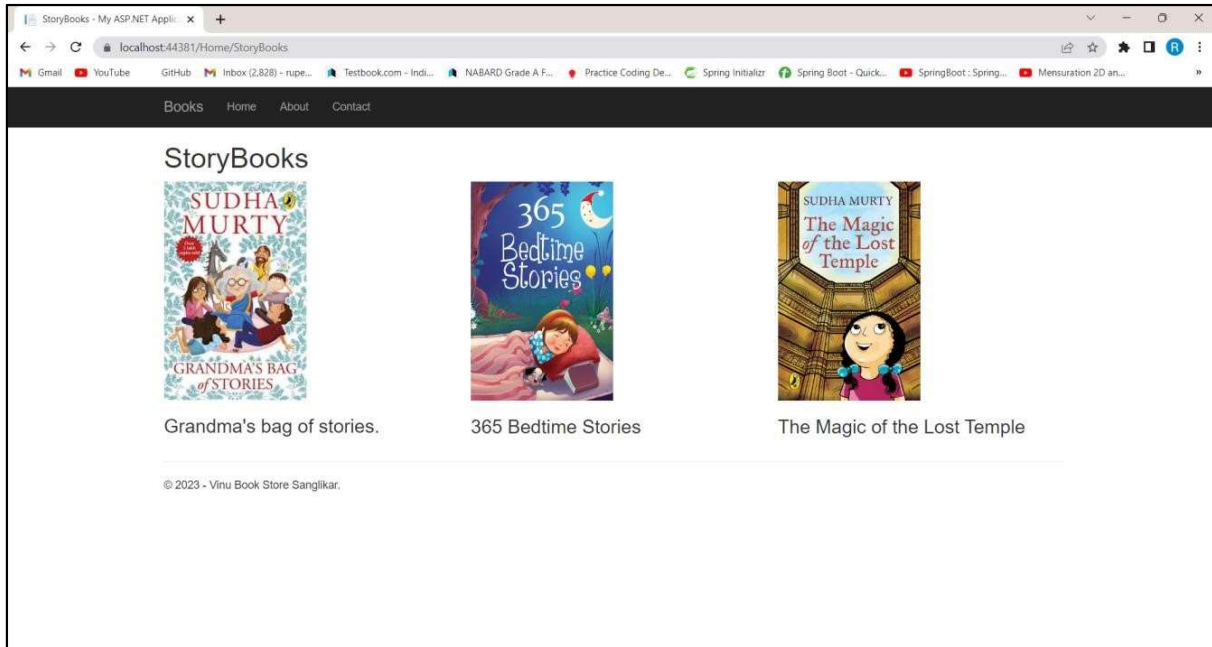 StoryBooks - My ASP.NET Applic
localhost:44381/Home/StoryBooks
Gmail YouTube GitHub Inbox (2,828) - rupe... Testbook.com - Indi... NABARD Grade A F... Practice Coding De... Spring Initializr Spring Boot - Quick... SpringBoot : Spring... Mensuration 2D an... »
R
Books Home About Contact
StoryBooks
SUDHA
MURTY
GRANDMA'S BAG
of STORIES
365
Bedtime
Stories
SUDHA MURTY
The Magic
of the Lost
Temple
Grandma's bag of stories. 365 Bedtime Stories The Magic of the Lost Temple
© 2023 - Vinu Book Store Sanglikar.